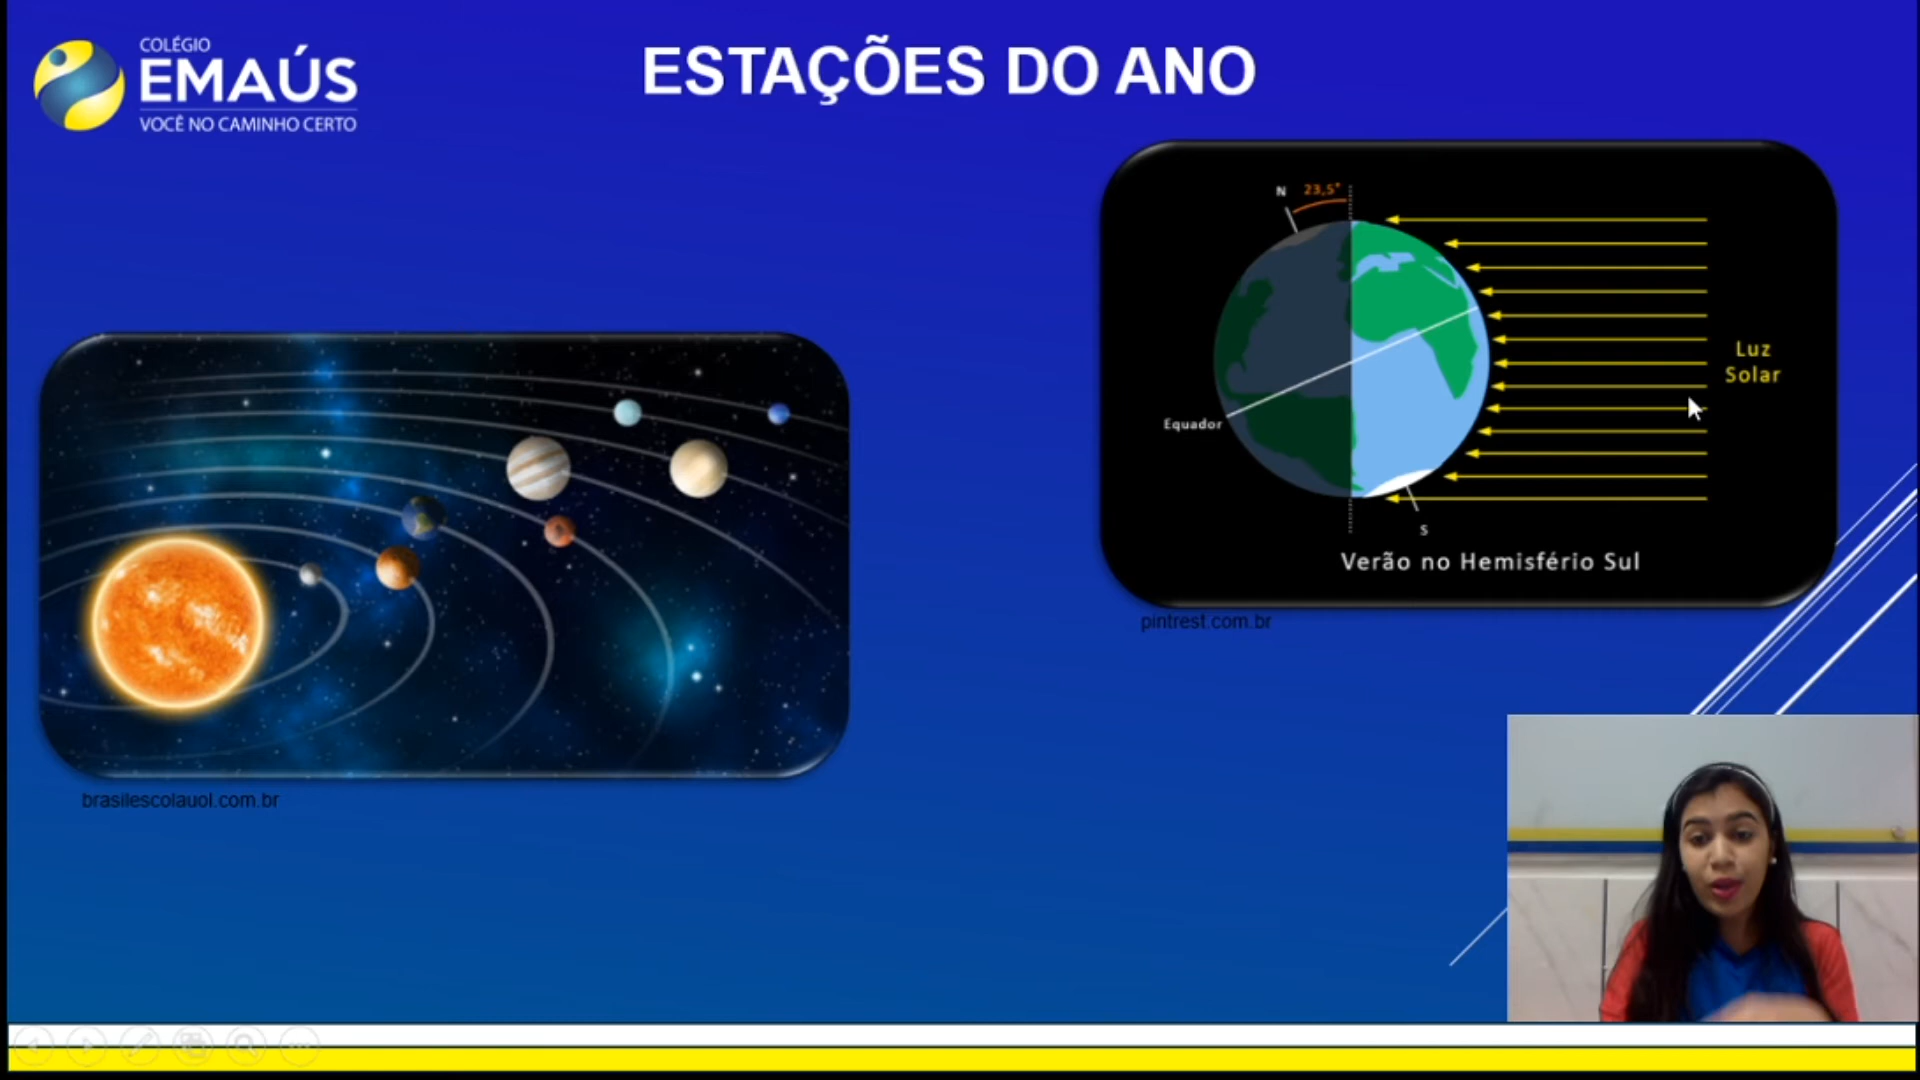 COLÉGIO
EMAÚS
VOCÊ NO CAMINHO CERTO
ESTAÇÕES DO ANO
N
23,5°
Luz
Solar
Equador
S
Verão no Hemisfério Sul
pintrest.com.br
brasilescolauol.com.br